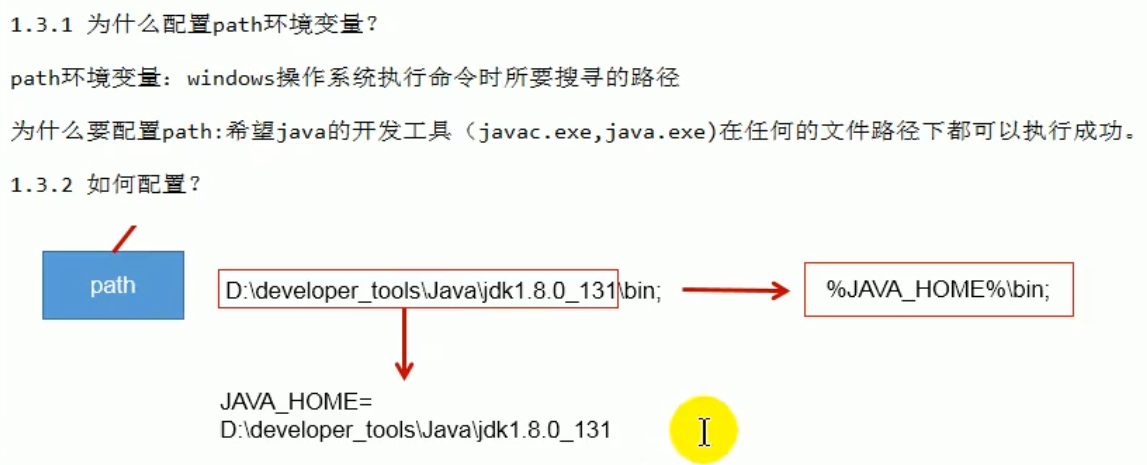 1.3.1 为什么配置path环境变量？
path环境变量：windows操作系统执行命令时所要搜寻的路径
为什么要配置path:希望java的开发工具（javac.exe,java.exe)在任何的文件路径下都可以执行成功。
1.3.2 如何配置？
path
D:\developer_tools\Java\jdk1.8.0_131\bin;
%JAVA_HOME%\bin;
JAVA_HOME=
D:\developer_tools\Java\jdk1.8.0_131